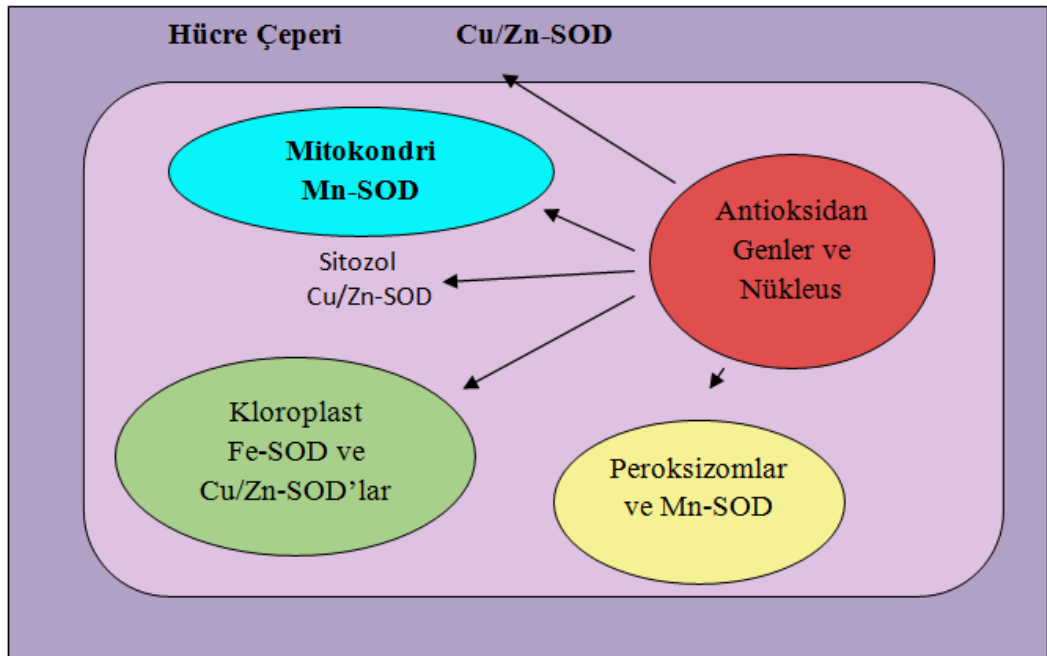 Hücre Çeperi
Cu/Zn-SOD
Mitokondri
Mn-SOD
Antioksidan
Genler ve
Nükleus
Sitozol
Cu/Zn-SOD
Kloroplast
Fe-SOD ve
Cu/Zn-SOD’lar
Peroksizomlar
ve Mn-SOD